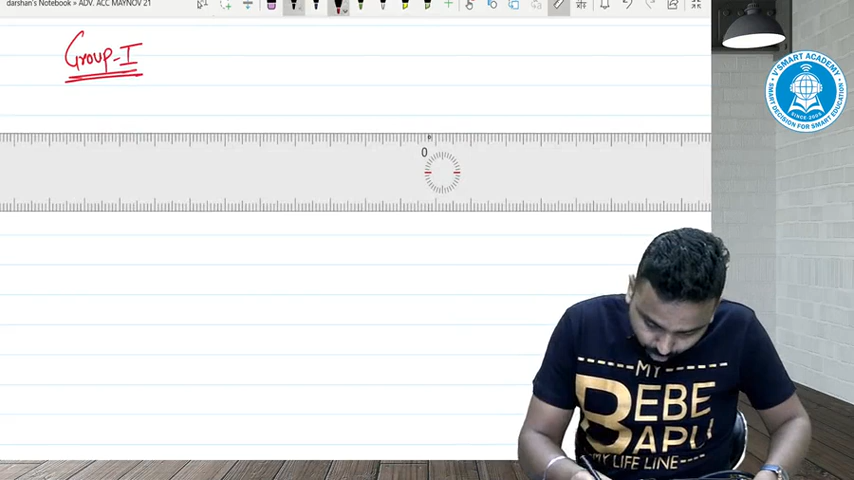 darshan's Notebook » ADV. ACC MAYNOV 21
Group-I
0
0
V'SMART ACADEMY
SINCE-2005
SMART DECISION FOR SMART EDUCATION
MY
BEBE
BAPU
MY LIFE LINE